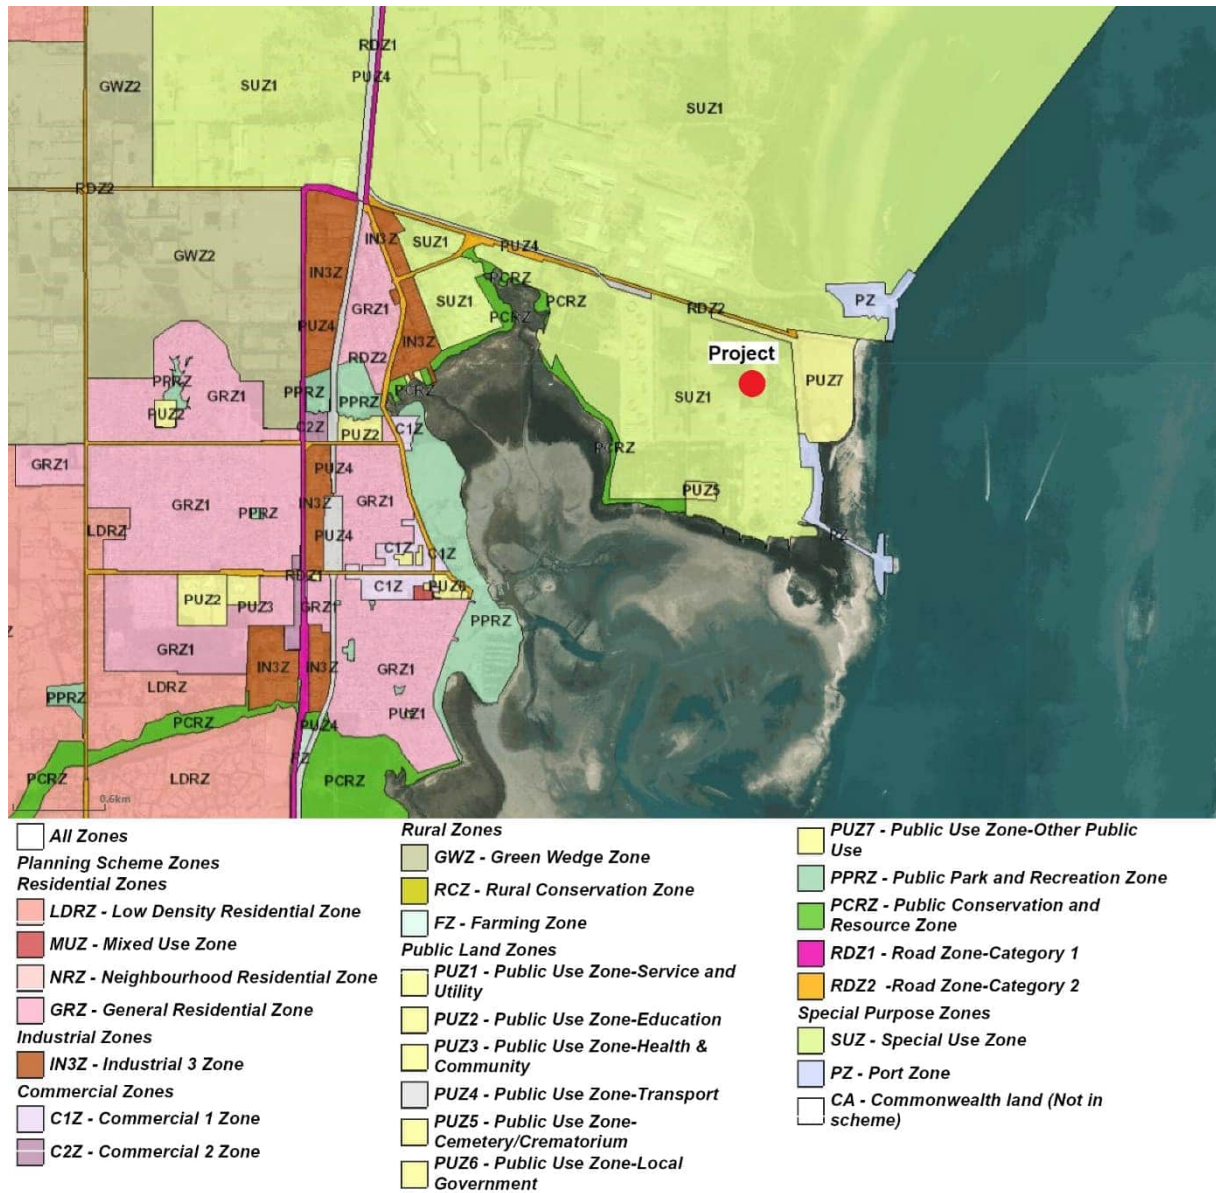 RDZ1
GWZ2
SUZ1
PUZ4
SUZ1
RDZ2
IN3Z
SUZ1
PUZ4
GWZ2
IN3Z
PCRZ
SUZ1
PCRZ
PZ
GRZ1
PCRZ
RDZ2
PUZ4
IN3Z
Project
RDZ2
PRRZ
GRZ1
PPRZ
PCRZ
SUZ1
PUZ7
PPRZ
PUZ2
C2Z
PUZ2
C1Z
PCRZ
GRZ1
PUZ4
PUZ5
GRZ1
IN3Z
GRZ1
PPRZ
LDRZ
PUZ4
PZ
C1Z
C1Z
RDZ1
C1Z
PUZ6
PUZ2
PUZ3
GRZ1
PPRZ
Z
GRZ1
IN3Z
IN3Z
GRZ1
LDRZ
PPRZ
PUZ1
PCRZ
PUZ4
FZ
PCRZ
LDRZ
PCRZ
0.6km
All Zones
Planning Scheme Zones
Residential Zones
LDRZ - Low Density Residential Zone
MUZ - Mixed Use Zone
NRZ - Neighbourhood Residential Zone
GRZ - General Residential Zone
Industrial Zones
IN3Z - Industrial 3 Zone
Commercial Zones
C1Z - Commercial 1 Zone
C2Z - Commercial 2 Zone
Rural Zones
GWZ - Green Wedge Zone
RCZ - Rural Conservation Zone
FZ - Farming Zone
Public Land Zones
PUZ1 - Public Use Zone-Service and
Utility
PUZ2 - Public Use Zone-Education
PUZ3 - Public Use Zone-Health &
Community
PUZ4 - Public Use Zone-Transport
PUZ5 - Public Use Zone-
Cemetery/Crematorium
PUZ6 - Public Use Zone-Local
Government
PUZ7 - Public Use Zone-Other Public
Use
PPRZ - Public Park and Recreation Zone
PCRZ - Public Conservation and
Resource Zone
RDZ1 - Road Zone-Category 1
RDZ2 -Road Zone-Category 2
Special Purpose Zones
SUZ - Special Use Zone
PZ - Port Zone
CA - Commonwealth land (Not in
scheme)